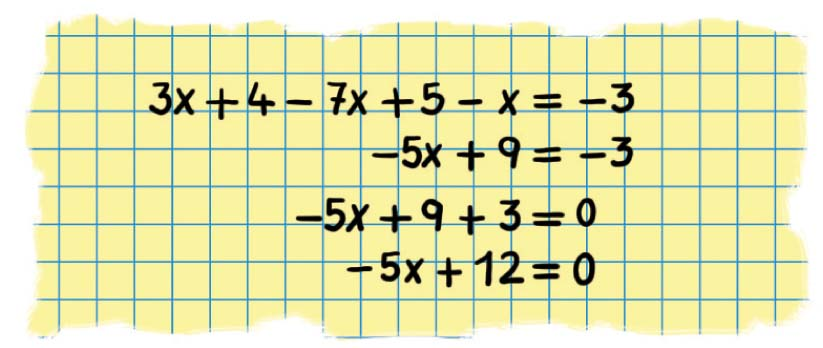 3x + 4 − 7x + 5 − x = −3
−5x + 9 = −3
−5x + 9 + 3 = 0
−5x + 12 = 0